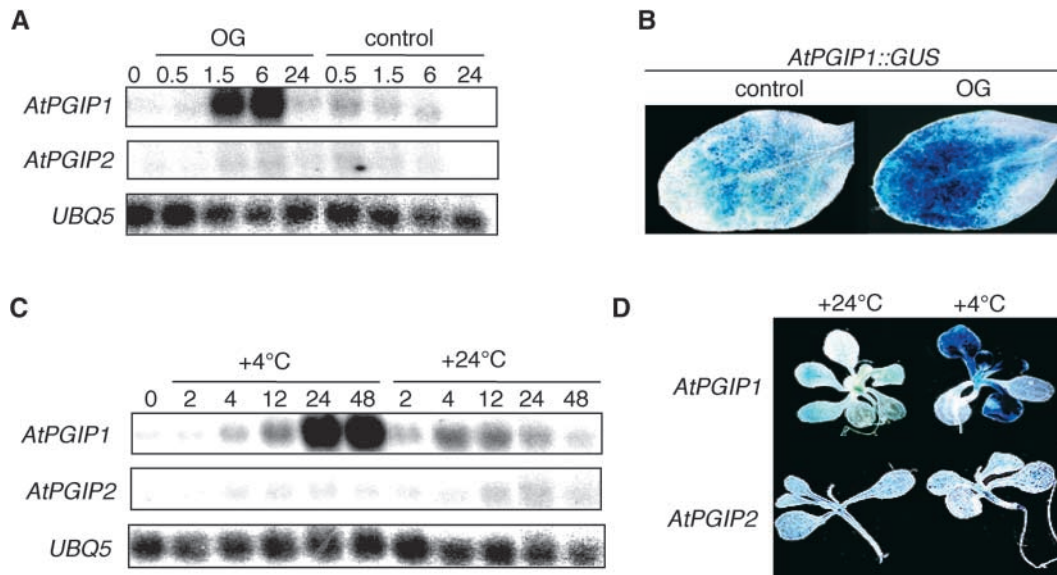 A
OG control
0 0.5 1.5 6 24 0.5 1.5 6 24
AtPGIP1
AtPGIP2
UBQ5
B
AtPGIP1::GUS
control OG
C
+4°C +24°C
0 2 4 12 24 48 2 4 12 24 48
AtPGIP1
AtPGIP2
UBQ5
D
+24°C +4°C
AtPGIP1
AtPGIP2